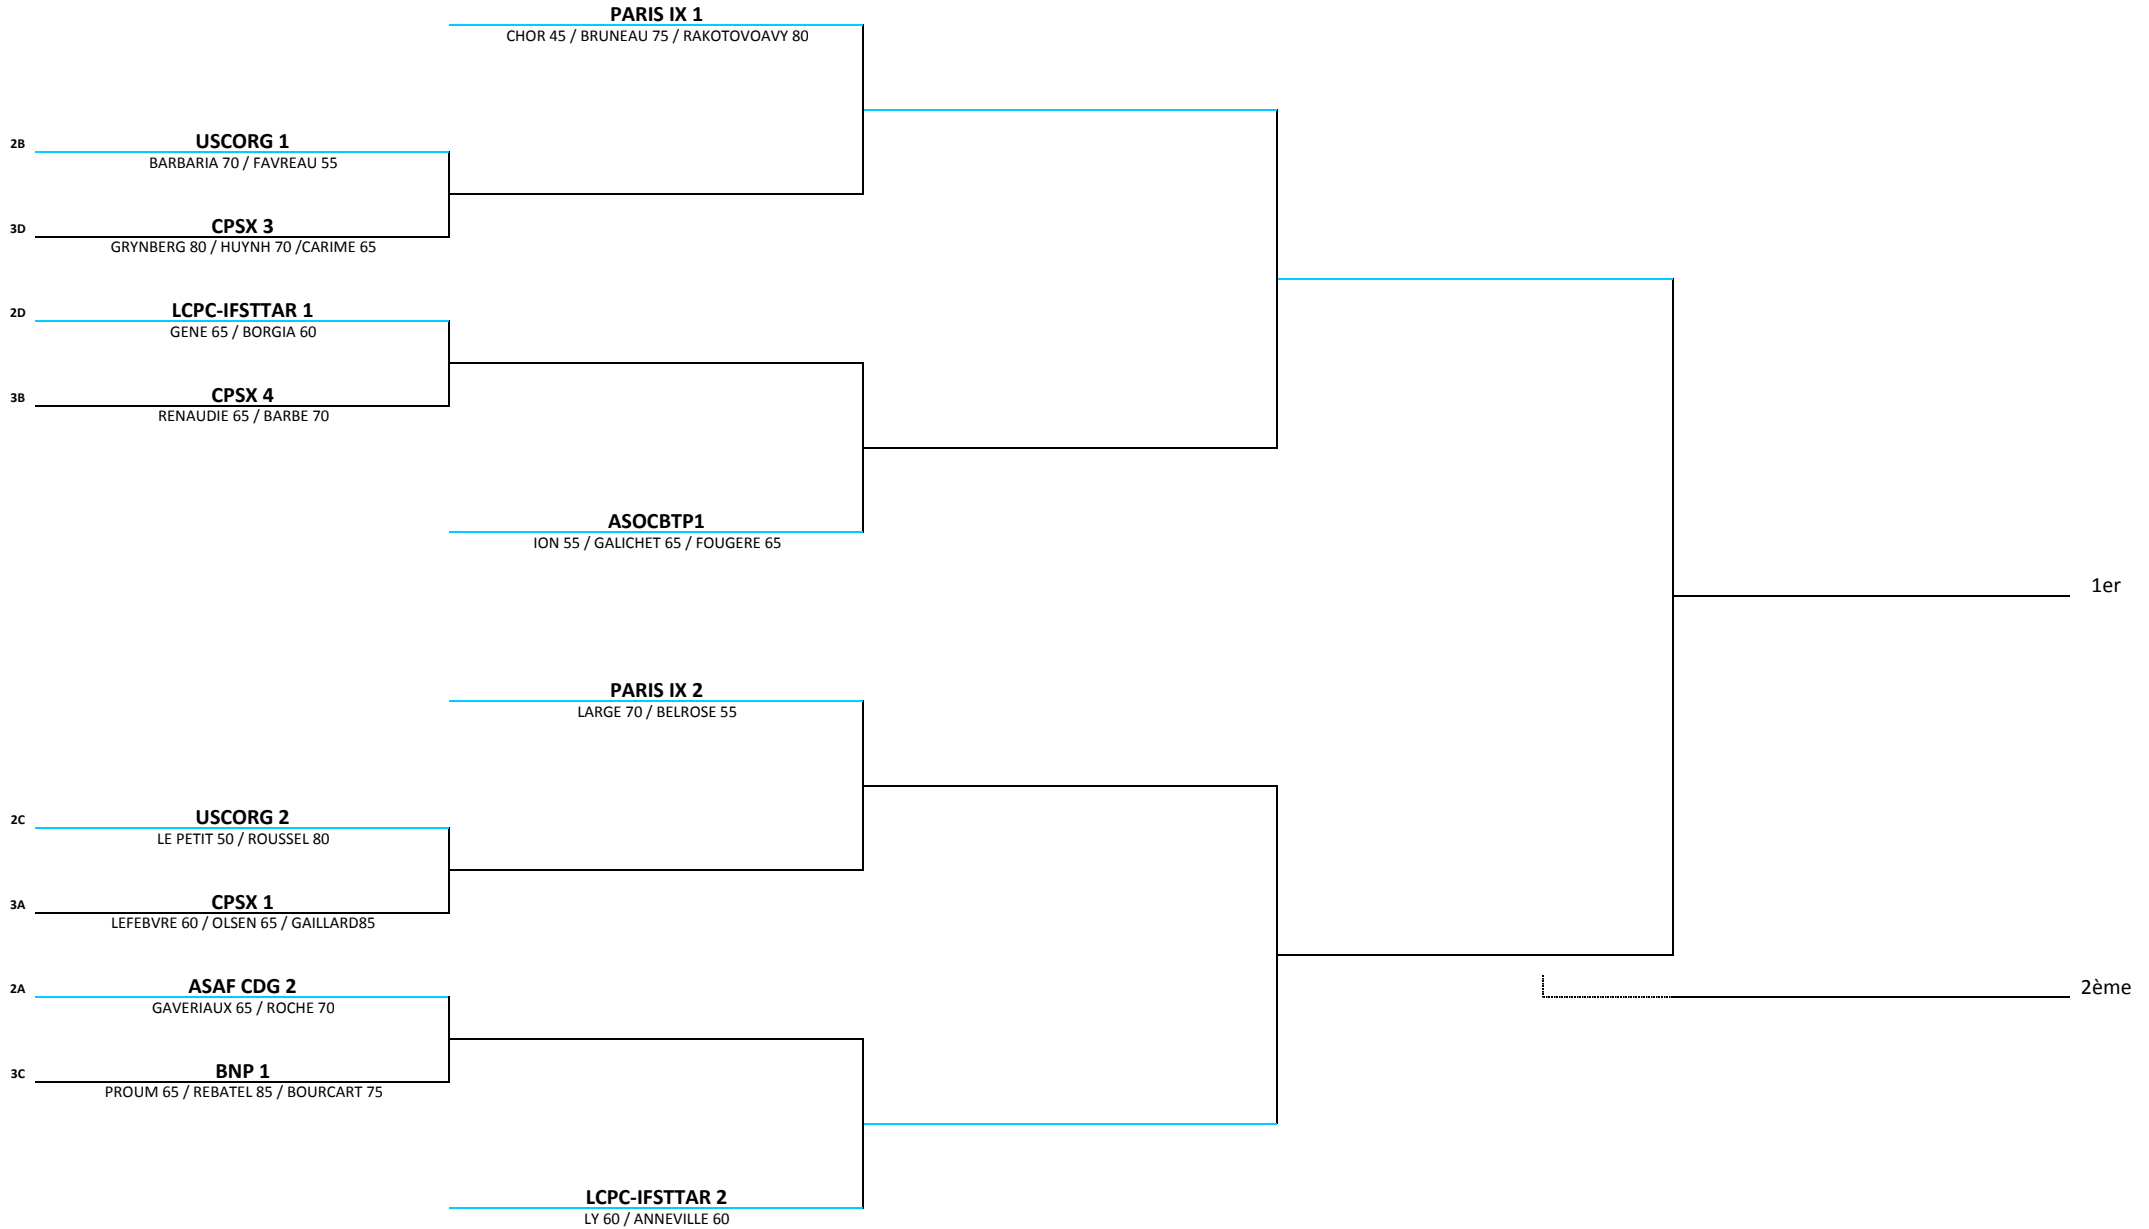 PARIS IX 1
CHOR 45 / BRUNEAU 75 / RAKOTOVOAVY 80
2B
USCORG 1
BARBARIA 70 / FAVREAU 55
3D
CPSX 3
GRYNBERG 80 / HUYNH 70 /CARIME 65
2D
LCPC-IFSTTAR 1
GENE 65 / BORGIA 60
3B
CPSX 4
RENAUDIE 65 / BARBE 70
ASOCBTP1
ION 55 / GALICHET 65 / FOUGERE 65
1er
PARIS IX 2
LARGE 70 / BELROSE 55
2C
USCORG 2
LE PETIT 50 / ROUSSEL 80
3A
CPSX 1
LEFEBVRE 60 / OLSEN 65 / GAILLARD85
2A
ASAF CDG 2
GAVERIAUX 65 / ROCHE 70
2ème
3C
BNP 1
PROUM 65 / REBATEL 85 / BOURCART 75
LCPC-IFSTTAR 2
LY 60 / ANNEVILLE 60